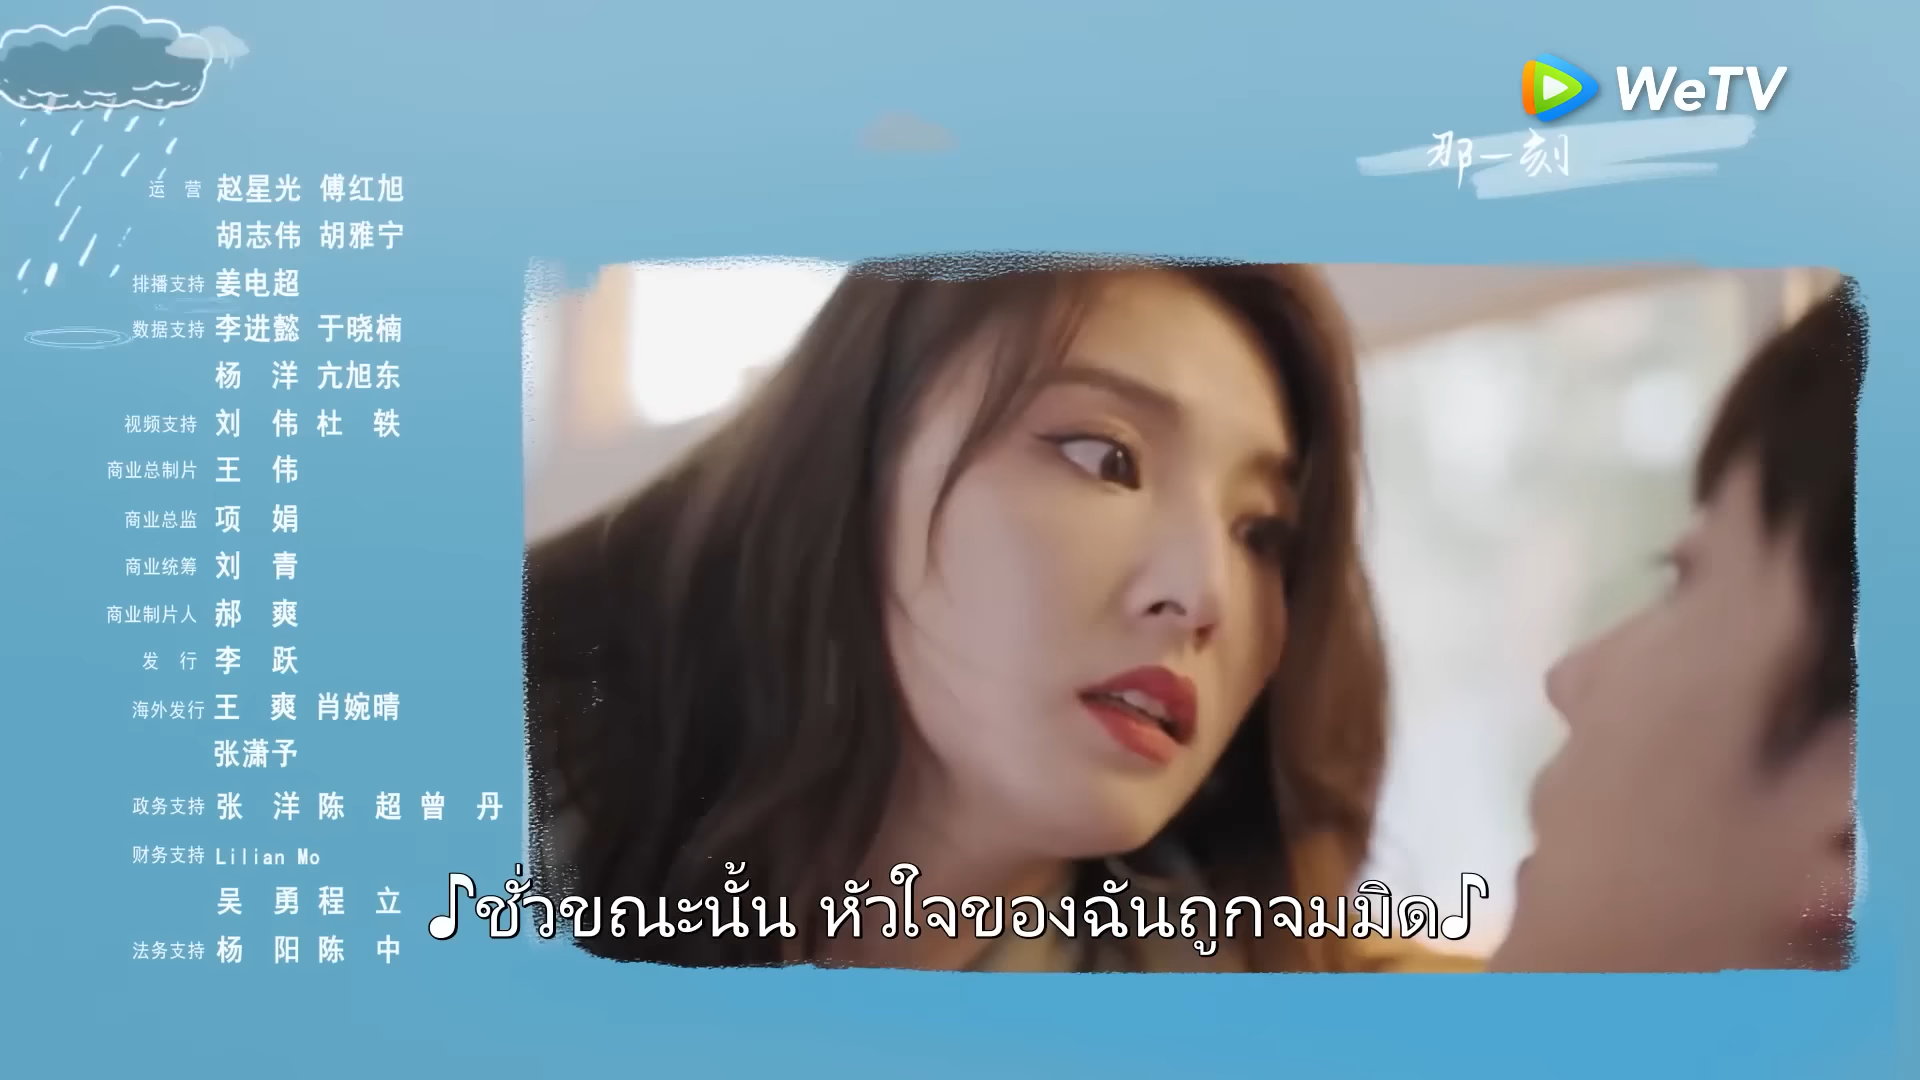 WeTV
那一刻
运 营 赵星光 傅红旭
胡志伟 胡雅宁
排播支持 姜电超
数据支持 李进懿 于晓楠
杨 洋 亢旭东
视频支持 刘 伟 杜 轶
商业总制片 王 伟
商业总监 项 娟
商业统筹 刘 青
商业制片人 郝 爽
发 行 李 跃
海外发行 王 爽 肖婉晴
张潇予
政务支持 张 洋 陈 超 曾 丹
财务支持 Lilian Mo
吴 勇 程 立
法务支持 杨 阳 陈 中
♪ชั่วขณะนั้น หัวใจของฉันถูกจมมิด♪